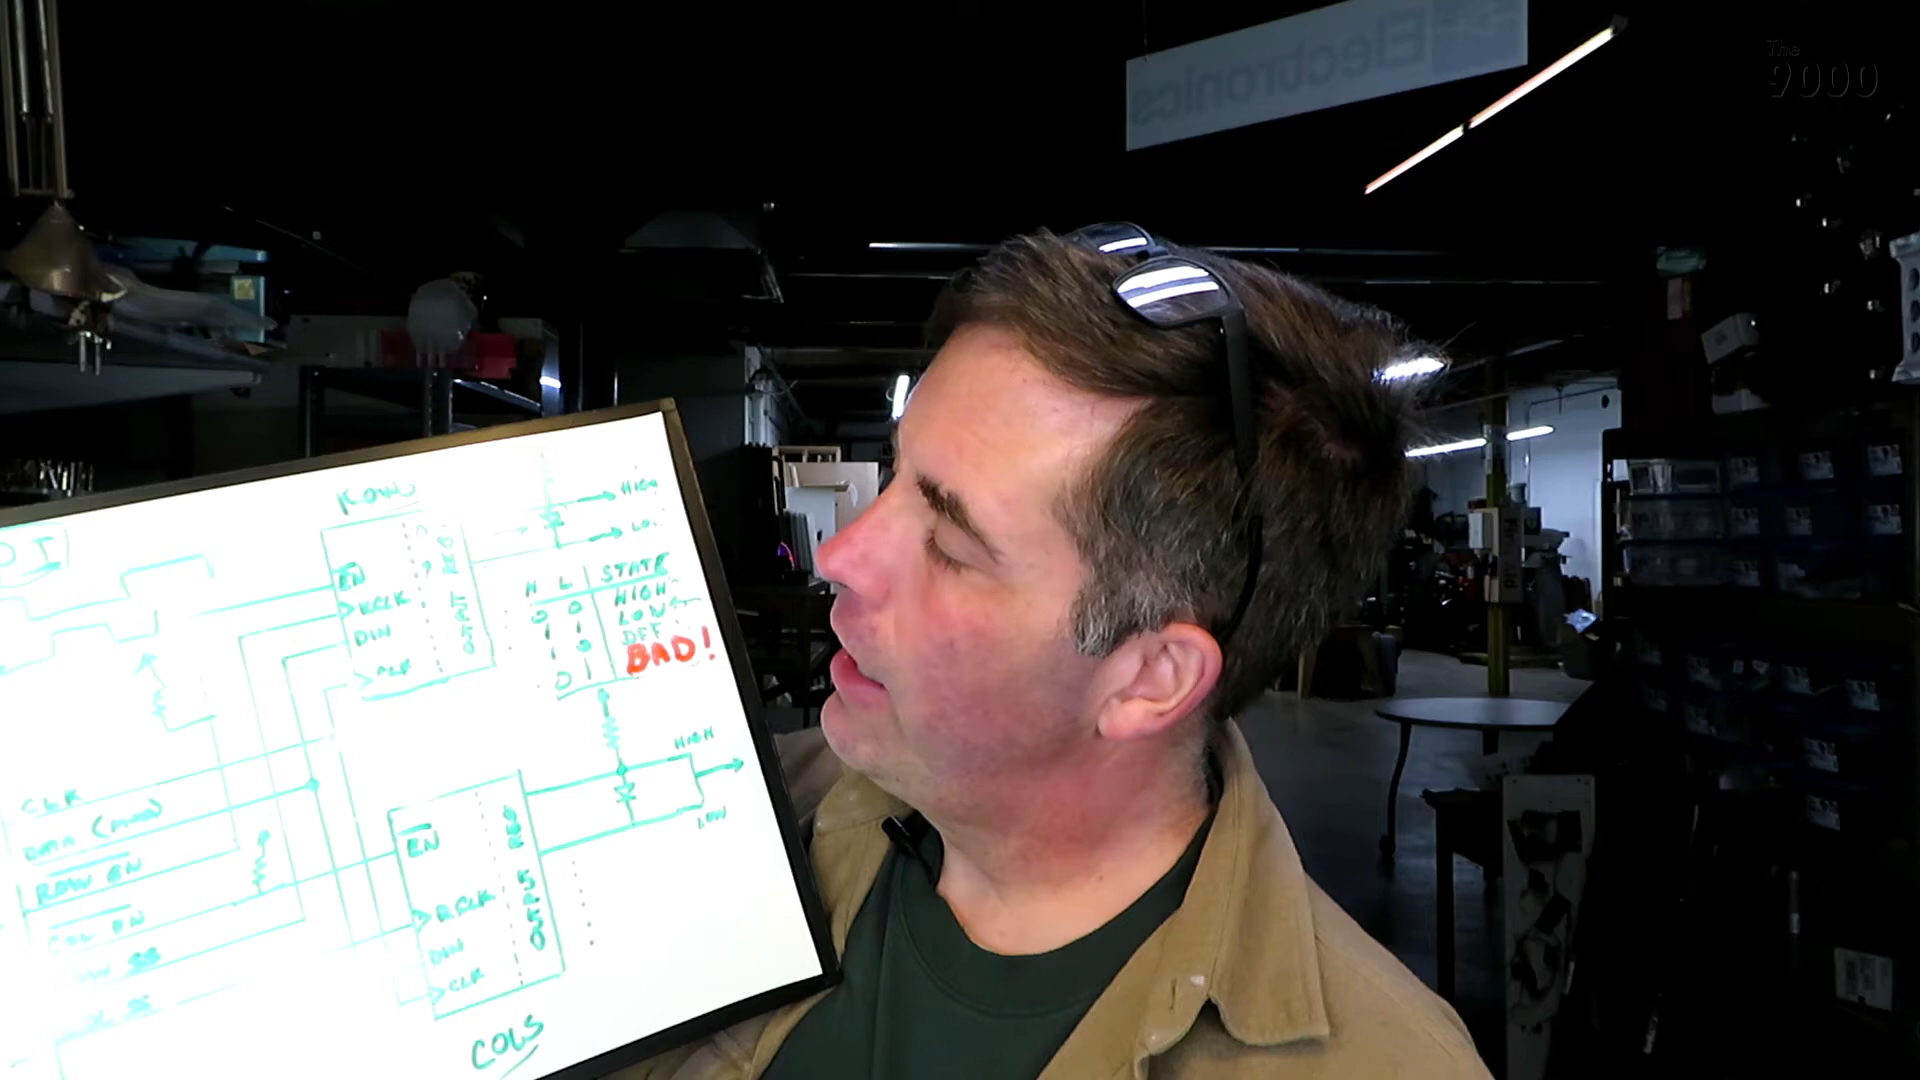 The
9000
Electronics
ROWS
HIGH
EN
RCLK
DIN
CLK
OUTPUT REG
H L STATE
0 0 HIGH
1 1 LOW
1 0 OFF
0 1 BAD!
HIGH
LOW
CLK
DATA (MOSI)
ROW EN
COL EN
EN
RCLK
DIN
CLK
OUTPUTS REG
COLS